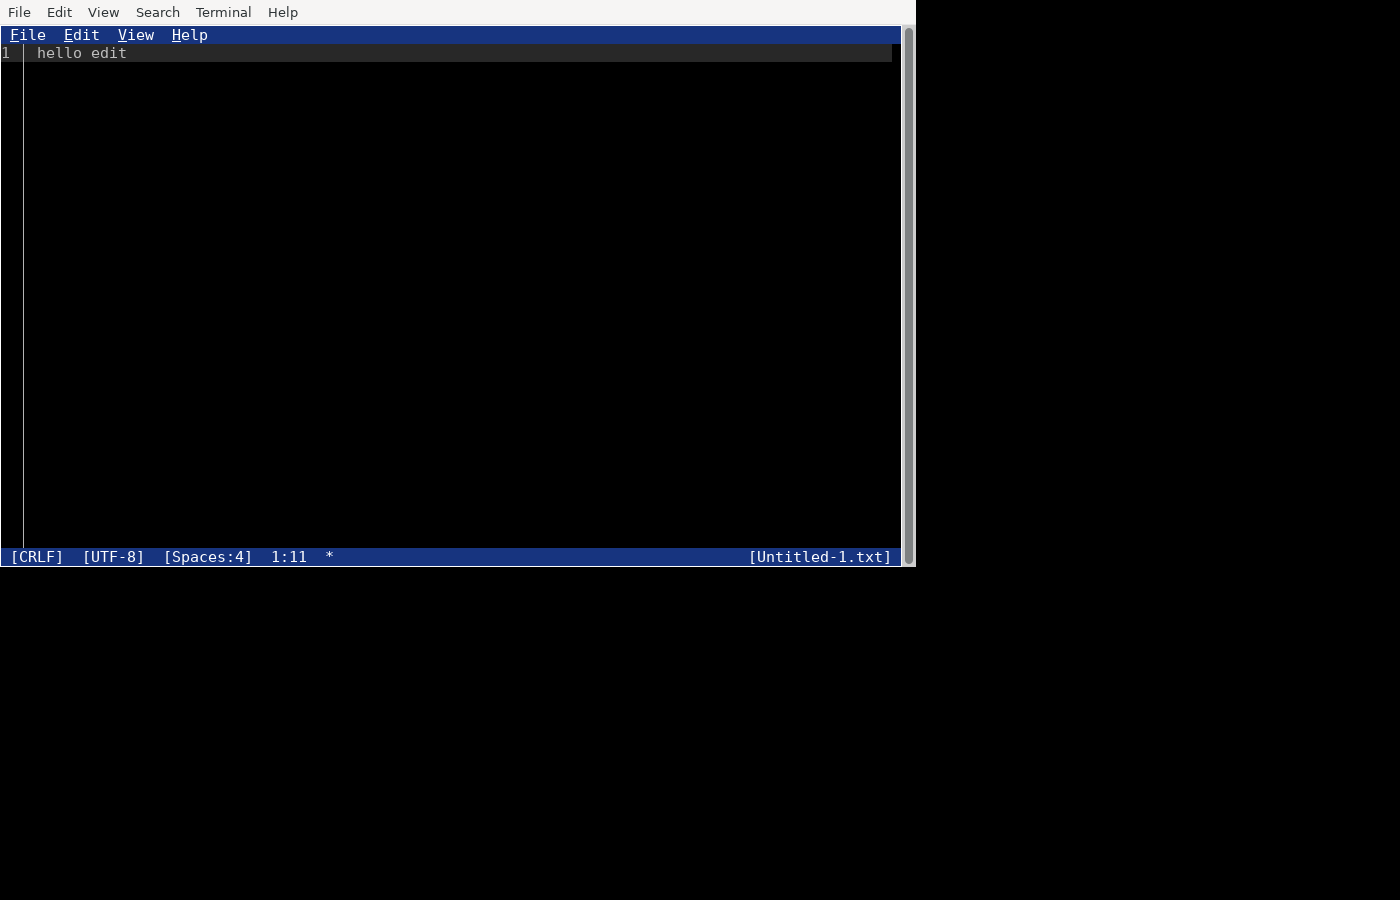 File Edit View Search Terminal Help
File Edit View Help
1 hello edit
[CRLF] [UTF-8] [Spaces:4] 1:11 * [Untitled-1.txt]